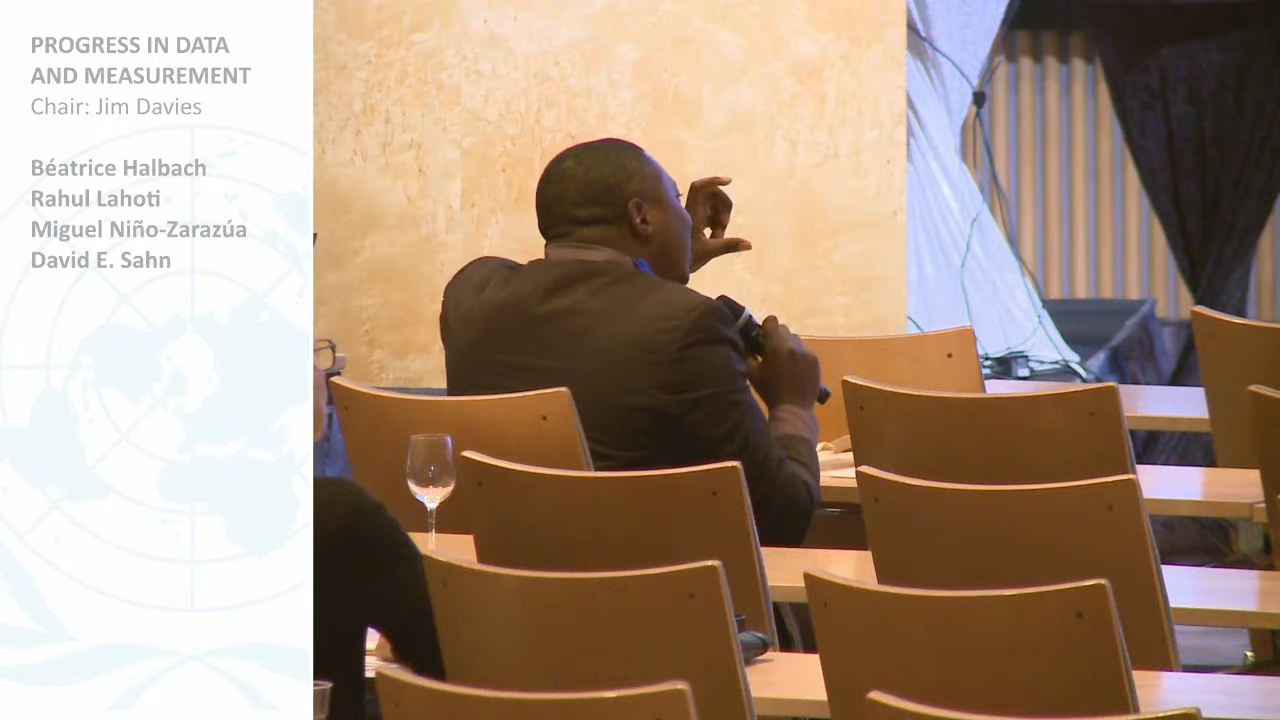 PROGRESS IN DATA
AND MEASUREMENT
Chair: Jim Davies
Béatrice Halbach
Rahul Lahoti
Miguel Niño-Zarazúa
David E. Sahn